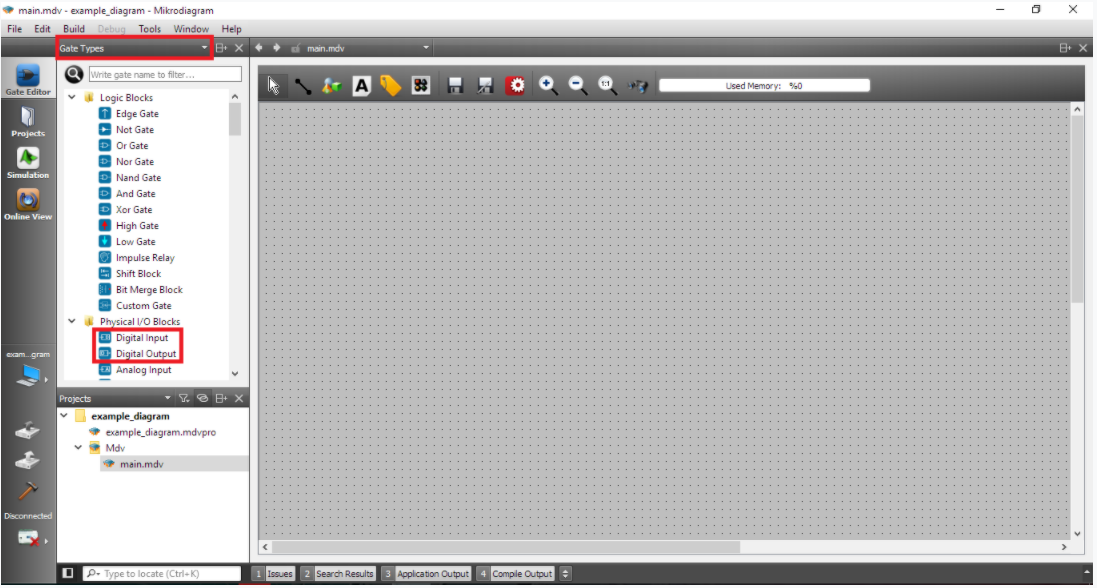 main.mdv - example_diagram - Mikrodiagram
File Edit Build Debug Tools Window Help
Gate Types
main.mdv
Write gate name to filter...
A
1:1
Used Memory: %0
Gate Editor
Projects
Simulation
Online View
Logic Blocks
Edge Gate
Not Gate
Or Gate
Nor Gate
Nand Gate
And Gate
Xor Gate
High Gate
Low Gate
Impulse Relay
Shift Block
Bit Merge Block
Custom Gate
Physical I/O Blocks
Digital Input
Digital Output
Analog Input
exam...gram
Disconnected
Projects
example_diagram
example_diagram.mdvpro
Mdv
main.mdv
Type to locate (Ctrl+K)
1 Issues 2 Search Results 3 Application Output 4 Compile Output